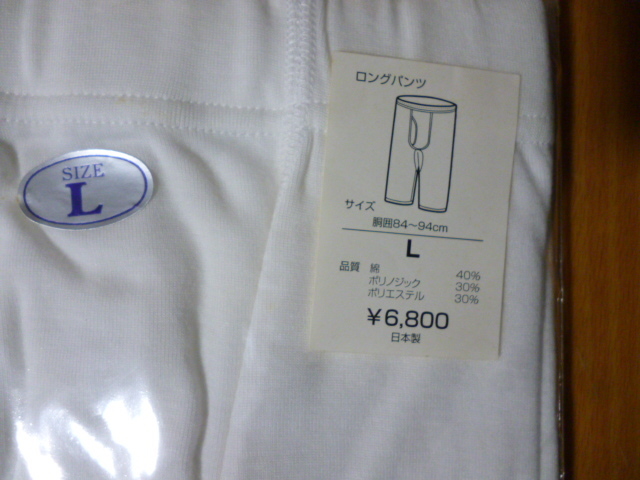 SIZE
L
ロングパンツ
サイズ
胴囲84〜94cm
L
品質 綿 40%
ポリノジック 30%
ポリエステル 30%
¥6,800
日本製